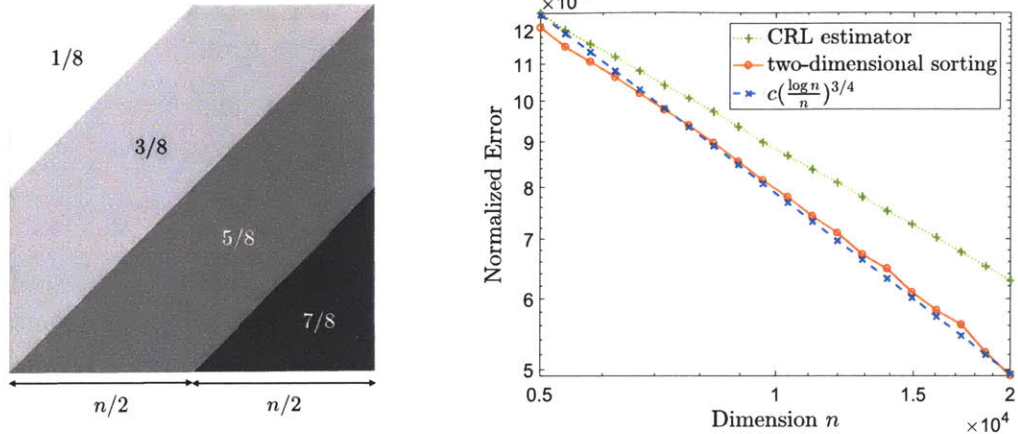 1/8
3/8
5/8
7/8
n/2
n/2
12
11
10
9
8
7
6
5
Normalized Error
CRL estimator
two-dimensional sorting
c(log n/n)^{3/4}
0.5
1
1.5
2
Dimension n
×10^4